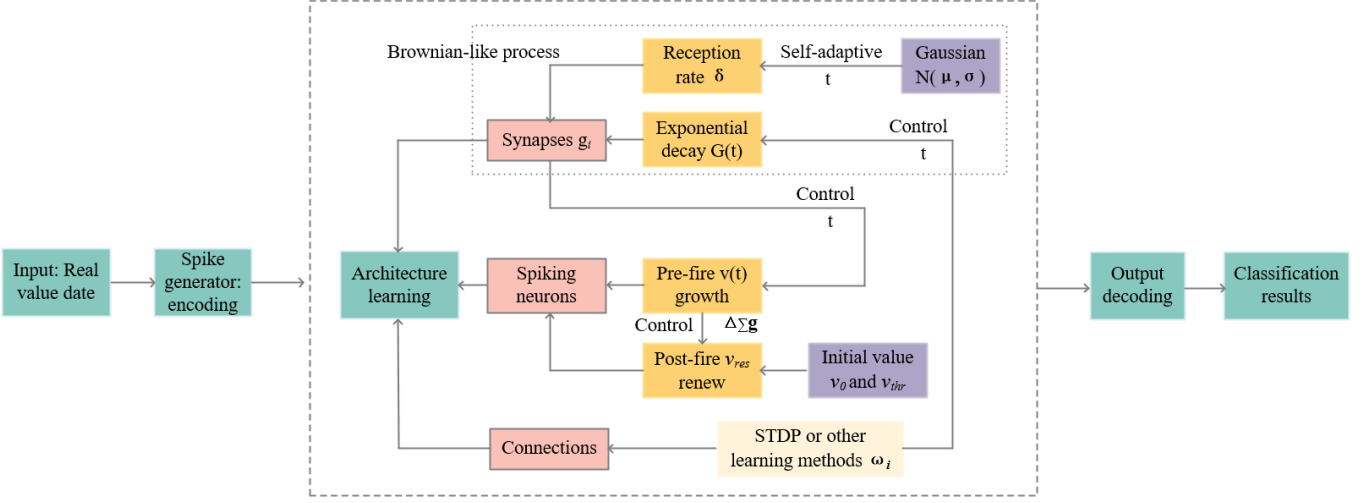 Brownian-like process
Reception
rate δ
Self-adaptive
t
Gaussian
N( μ , σ )
Synapses gi
Exponential
decay G(t)
Control
t
Control
t
Input: Real
value date
Spike
generator:
encoding
Architecture
learning
Spiking
neurons
Pre-fire v(t)
growth
Control Δ∑g
Post-fire vres
renew
Initial value
v0 and vthr
Connections
STDP or other
learning methods ωi
Output
decoding
Classification
results